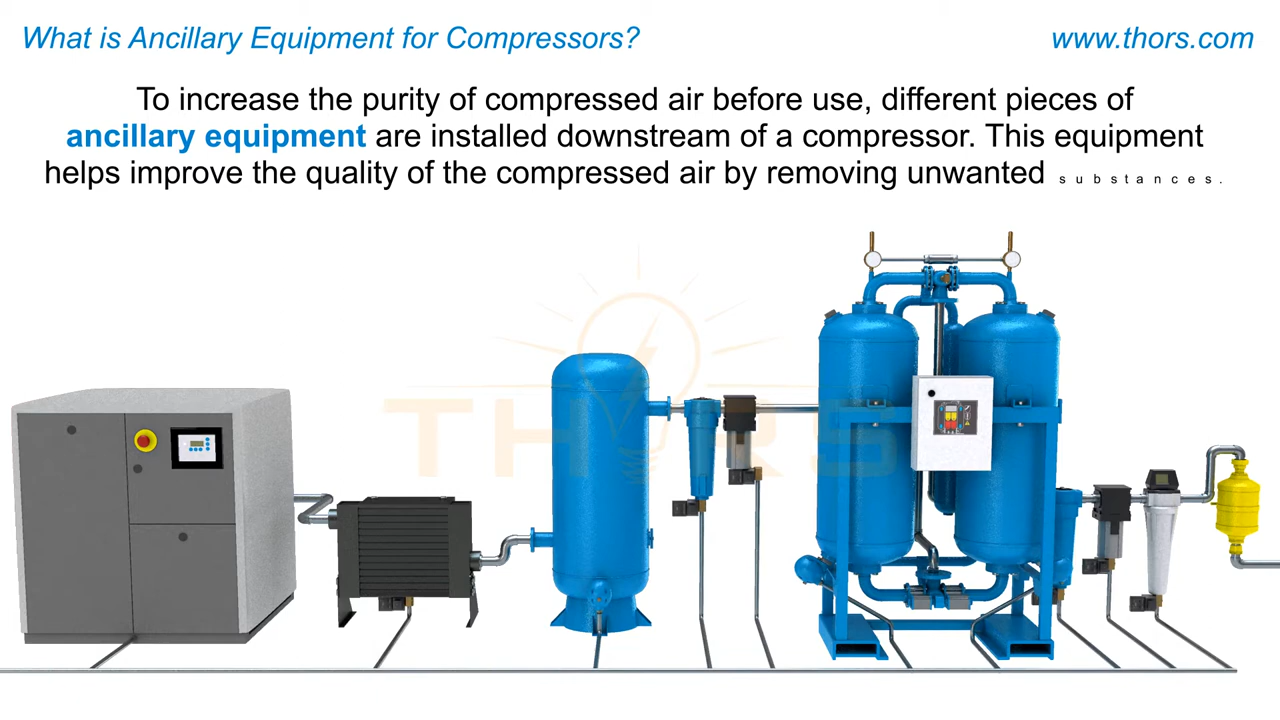 What is Ancillary Equipment for Compressors?
www.thors.com
To increase the purity of compressed air before use, different pieces of
ancillary equipment are installed downstream of a compressor. This equipment
helps improve the quality of the compressed air by removing unwanted substances.
THORS